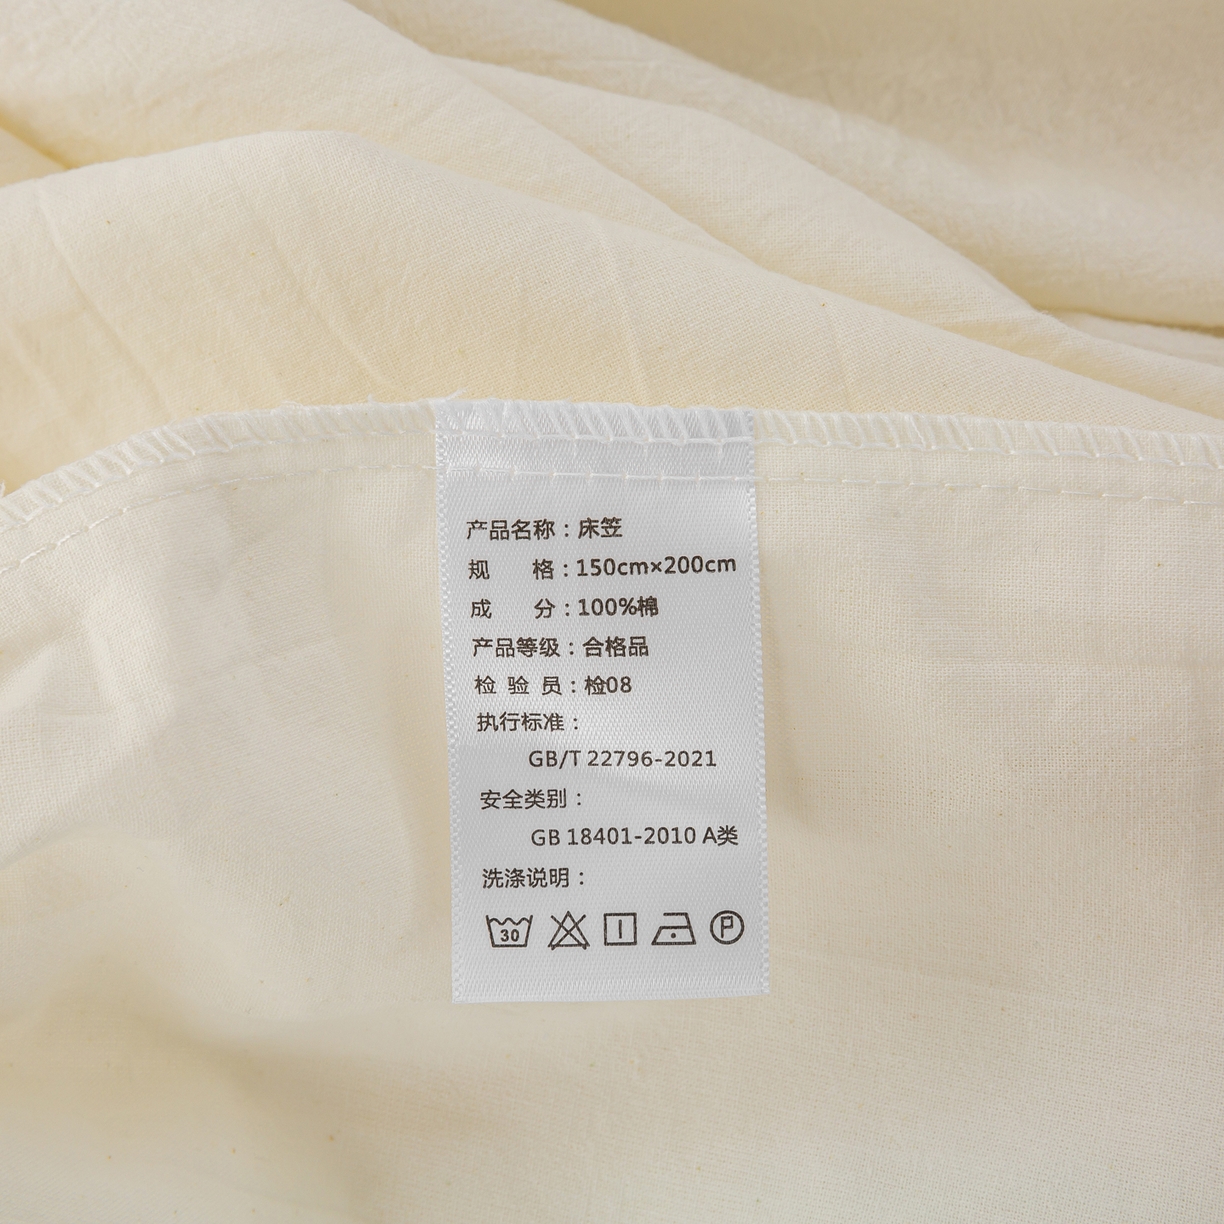 产品名称：床笠
规 格：150cm×200cm
成 分：100%棉
产品等级：合格品
检 验 员：检08
执行标准：
GB/T 22796-2021
安全类别：
GB 18401-2010 A类
洗涤说明：
30 P